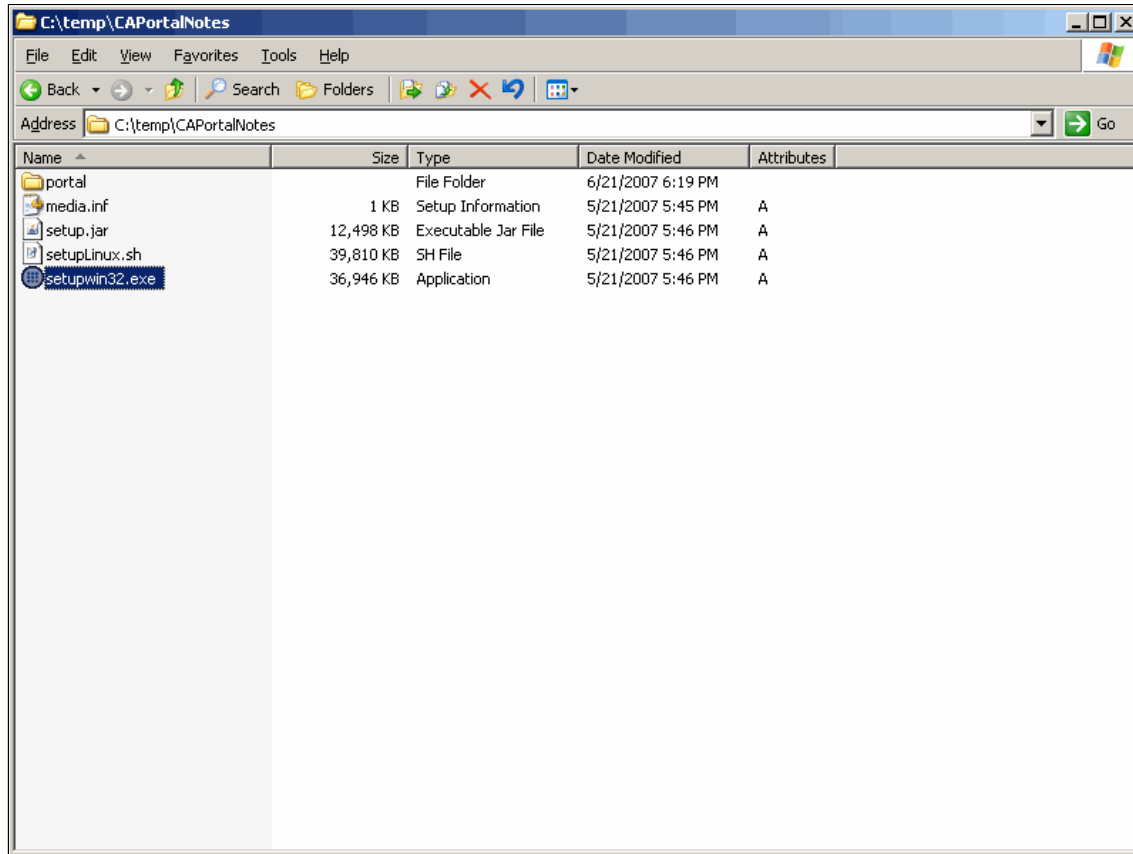 C:\temp\CAPortalNotes
File Edit View Favorites Tools Help
Back Search Folders
Address C:\temp\CAPortalNotes Go
Name Size Type Date Modified Attributes
portal File Folder 6/21/2007 6:19 PM
media.inf 1 KB Setup Information 5/21/2007 5:45 PM A
setup.jar 12,498 KB Executable Jar File 5/21/2007 5:46 PM A
setupLinux.sh 39,810 KB SH File 5/21/2007 5:46 PM A
setupwin32.exe 36,946 KB Application 5/21/2007 5:46 PM A